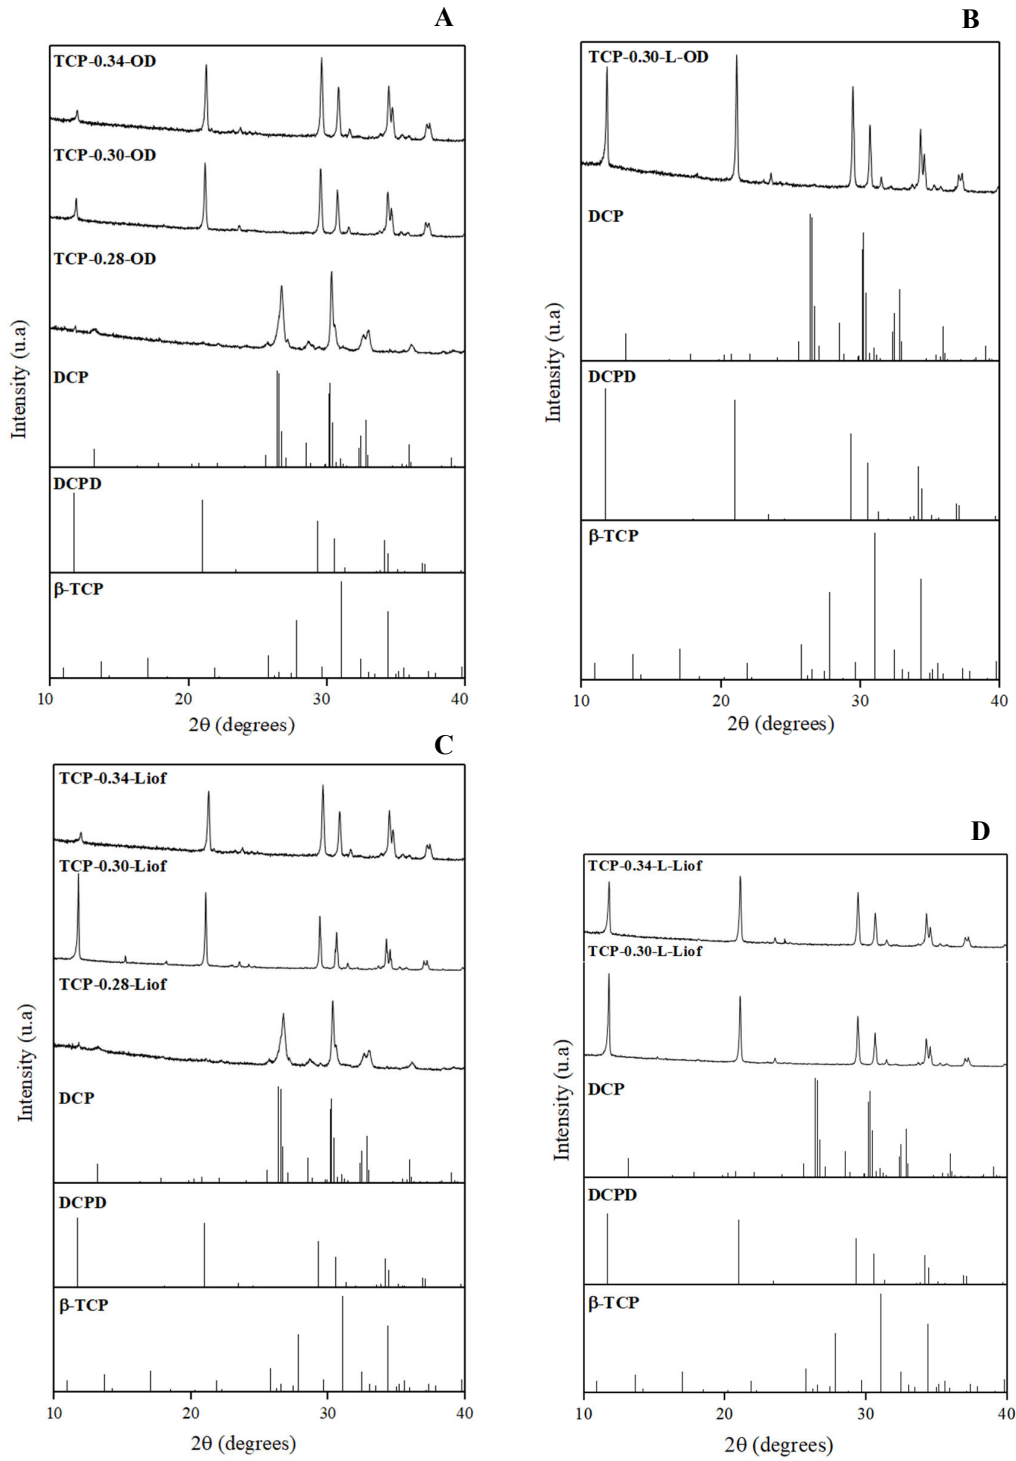 A
TCP-0.34-OD
TCP-0.30-OD
TCP-0.28-OD
DCP
DCPD
β-TCP
Intensity (u.a)
10 20 30 40
2θ (degrees)
B
TCP-0.30-L-OD
DCP
DCPD
β-TCP
Intensity (u.a)
10 20 30 40
2θ (degrees)
C
TCP-0.34-Liof
TCP-0.30-Liof
TCP-0.28-Liof
DCP
DCPD
β-TCP
Intensity (u.a)
10 20 30 40
2θ (degrees)
D
TCP-0.34-L-Liof
TCP-0.30-L-Liof
DCP
DCPD
β-TCP
Intensity (u.a)
10 20 30 40
2θ (degrees)